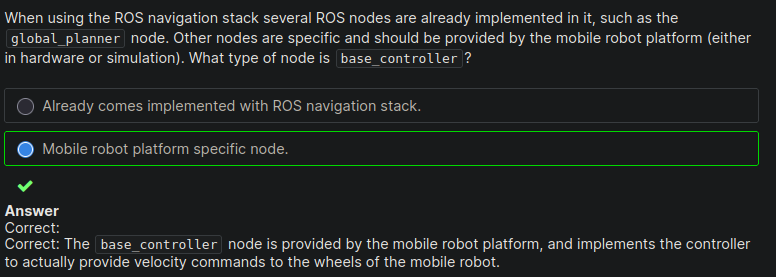 When using the ROS navigation stack several ROS nodes are already implemented in it, such as the
global_planner node. Other nodes are specific and should be provided by the mobile robot platform (either
in hardware or simulation). What type of node is base_controller?
Already comes implemented with ROS navigation stack.
Mobile robot platform specific node.
Answer
Correct:
Correct: The base_controller node is provided by the mobile robot platform, and implements the controller
to actually provide velocity commands to the wheels of the mobile robot.